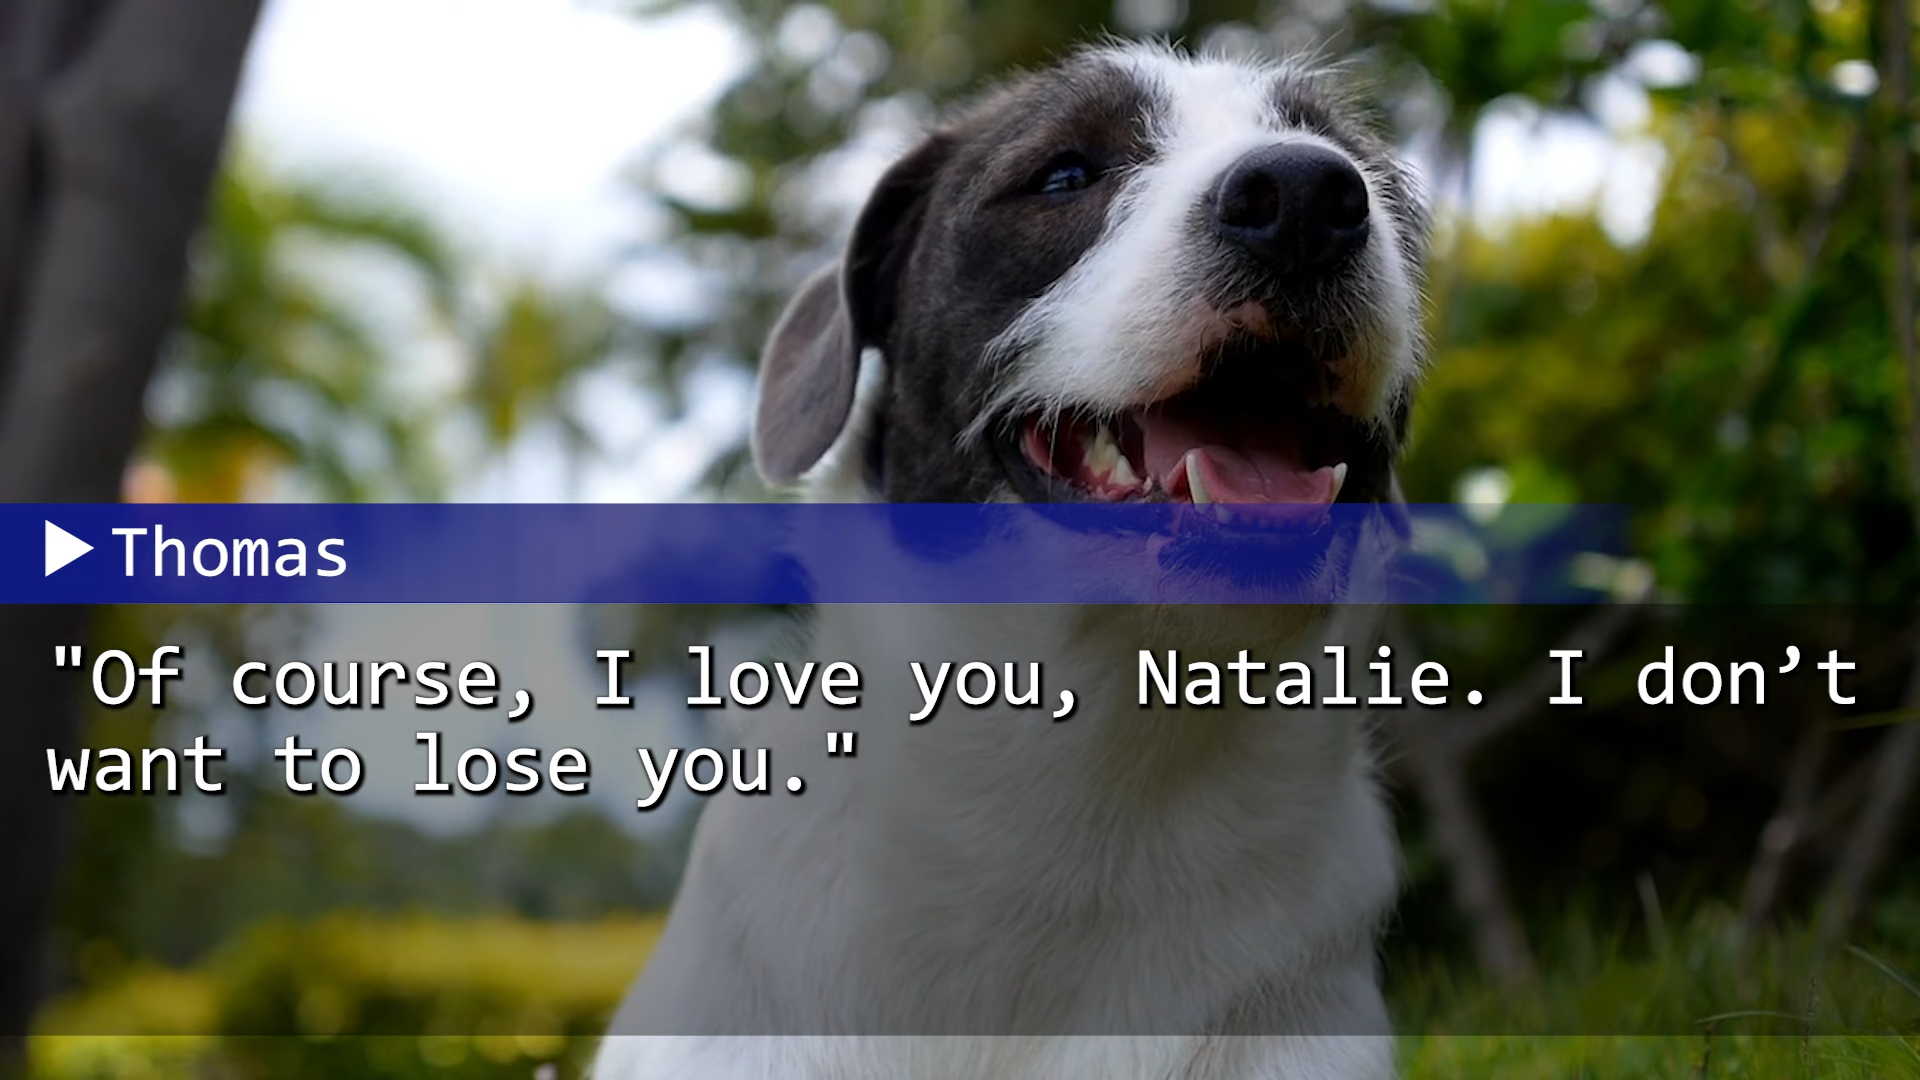 Thomas
"Of course, I love you, Natalie. I don’t
want to lose you."